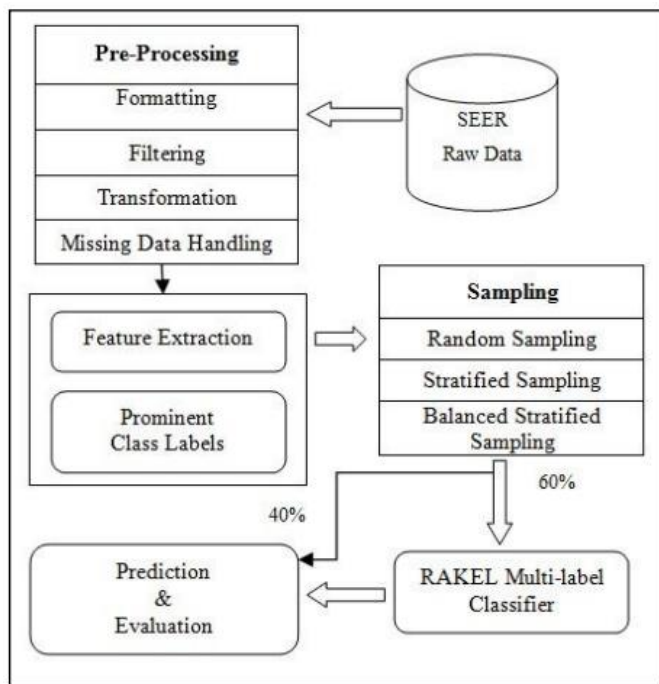 Pre-Processing
Formatting
Filtering
Transformation
Missing Data Handling
SEER
Raw Data
Feature Extraction
Prominent
Class Labels
Sampling
Random Sampling
Stratified Sampling
Balanced Stratified
Sampling
60%
40%
RAKEL Multi-label
Classifier
Prediction
&
Evaluation